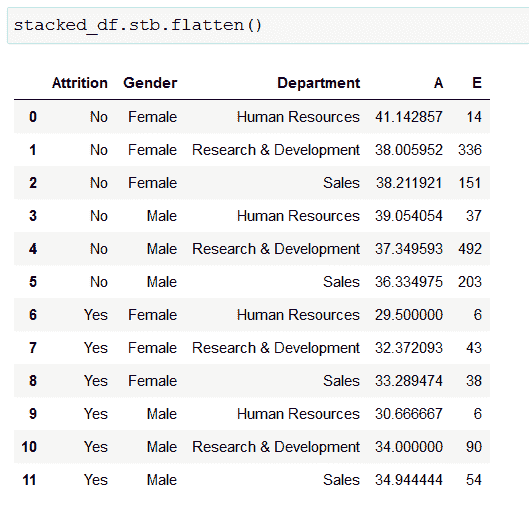 stacked_df.stb.flatten()
Attrition Gender Department A E
0 No Female Human Resources 41.142857 14
1 No Female Research & Development 38.005952 336
2 No Female Sales 38.211921 151
3 No Male Human Resources 39.054054 37
4 No Male Research & Development 37.349593 492
5 No Male Sales 36.334975 203
6 Yes Female Human Resources 29.500000 6
7 Yes Female Research & Development 32.372093 43
8 Yes Female Sales 33.289474 38
9 Yes Male Human Resources 30.666667 6
10 Yes Male Research & Development 34.000000 90
11 Yes Male Sales 34.944444 54